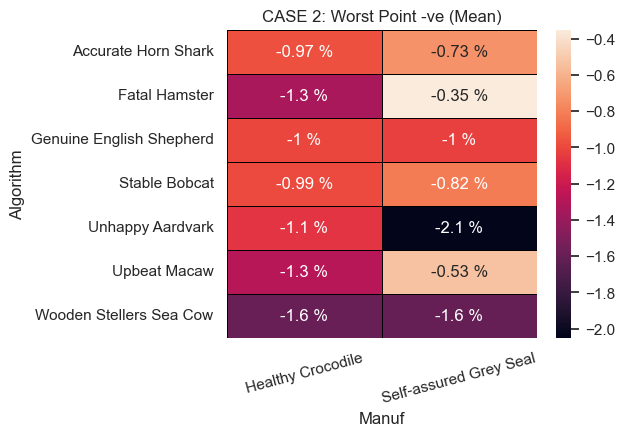 CASE 2: Worst Point -ve (Mean)
Algorithm
Accurate Horn Shark -0.97 % -0.73 %
Fatal Hamster -1.3 % -0.35 %
Genuine English Shepherd -1 % -1 %
Stable Bobcat -0.99 % -0.82 %
Unhappy Aardvark -1.1 % -2.1 %
Upbeat Macaw -1.3 % -0.53 %
Wooden Stellers Sea Cow -1.6 % -1.6 %
Healthy Crocodile Self-assured Grey Seal
Manuf
−0.4
−0.6
−0.8
−1.0
−1.2
−1.4
−1.6
−1.8
−2.0